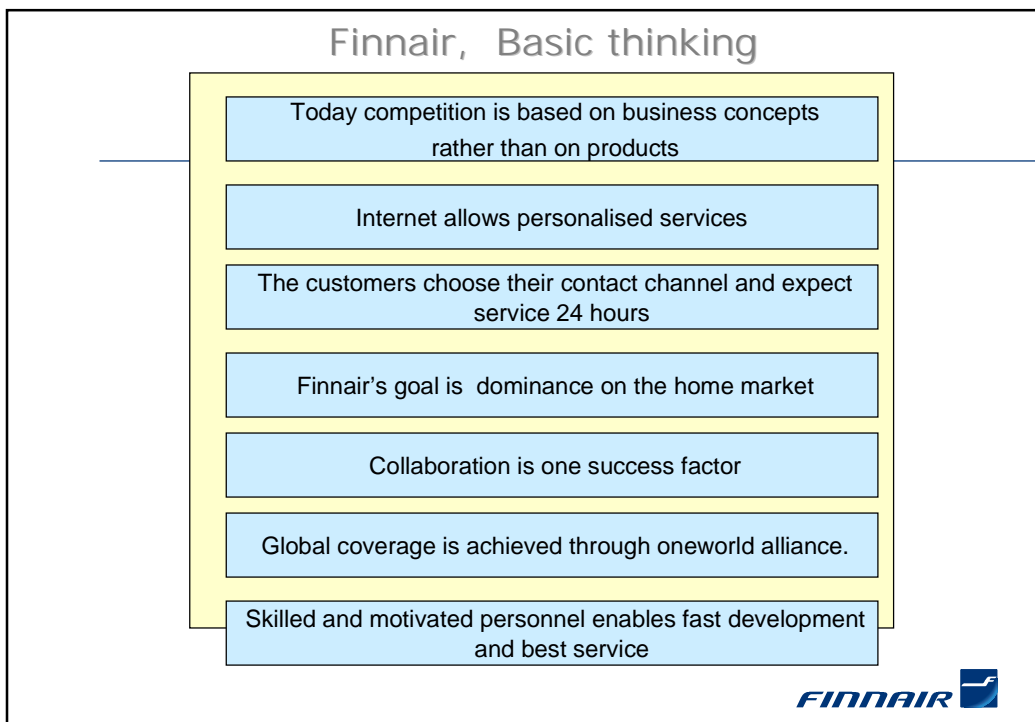 Finnair, Basic thinking
Today competition is based on business concepts
rather than on products
Internet allows personalised services
The customers choose their contact channel and expect
service 24 hours
Finnair’s goal is  dominance on the home market
Collaboration is one success factor
Global coverage is achieved through oneworld alliance.
Skilled and motivated personnel enables fast development
and best service
FINNAIR